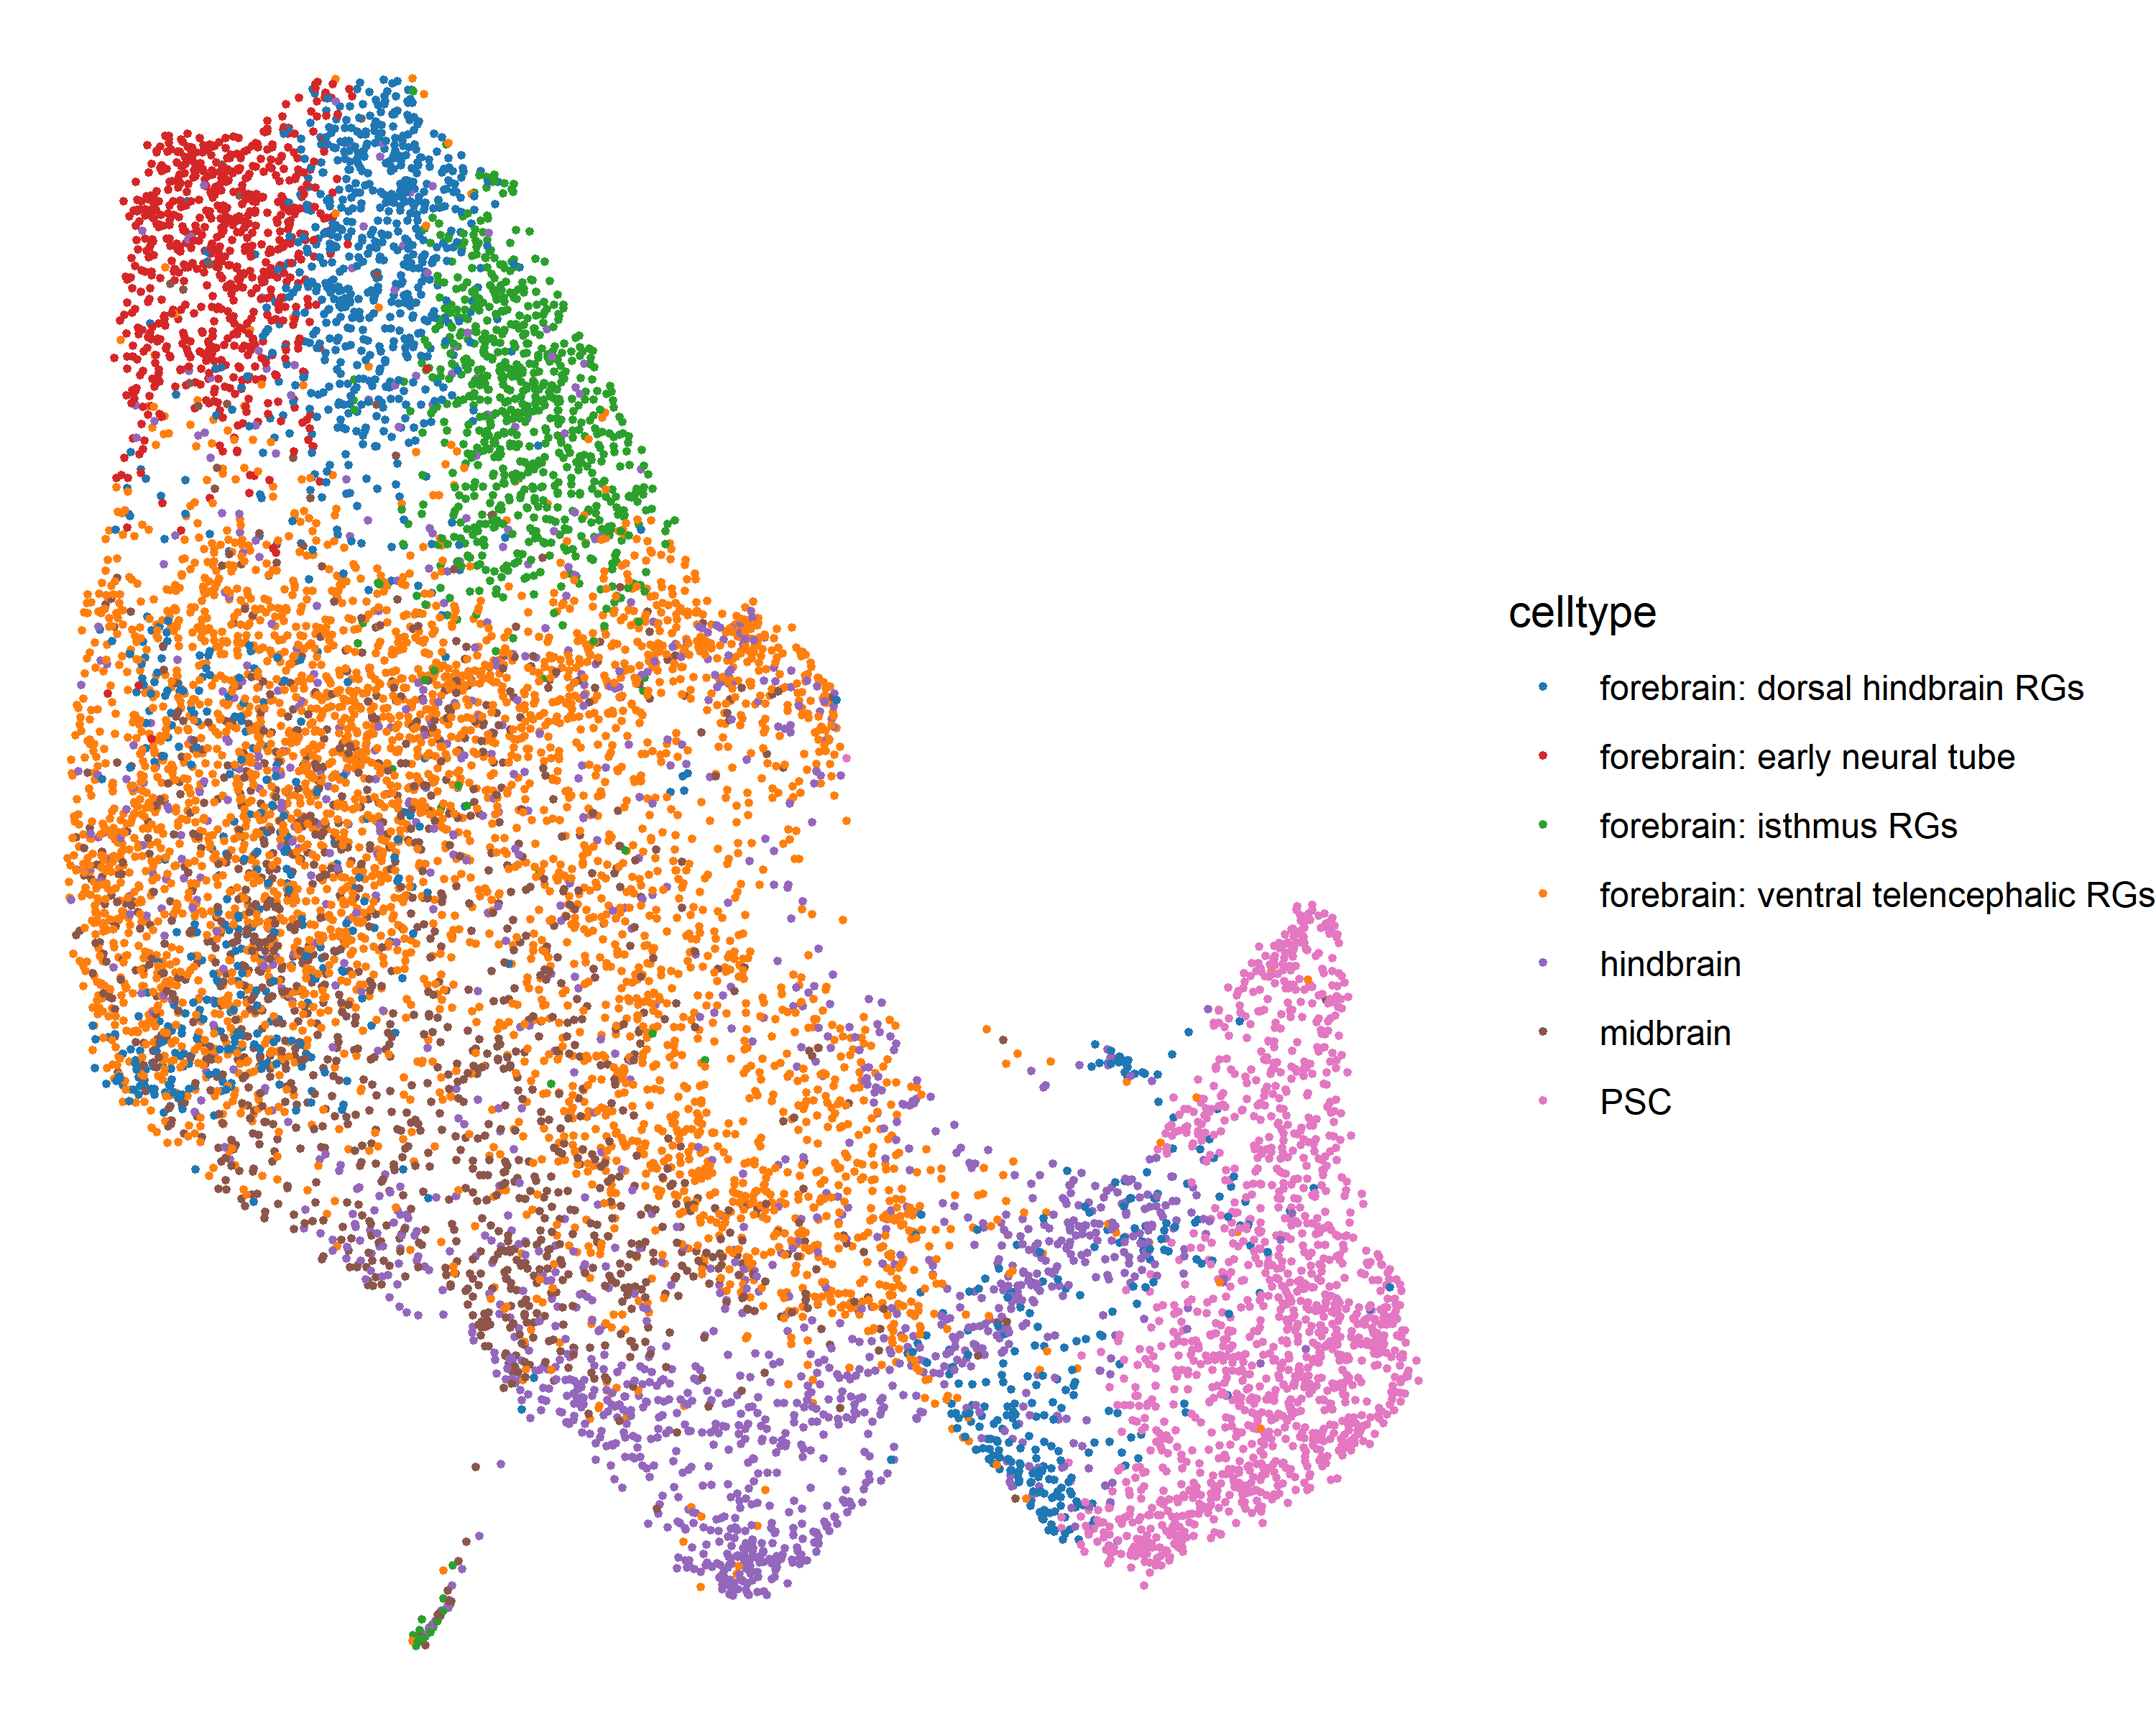 celltype
forebrain: dorsal hindbrain RGs
forebrain: early neural tube
forebrain: isthmus RGs
forebrain: ventral telencephalic RGs
hindbrain
midbrain
PSC